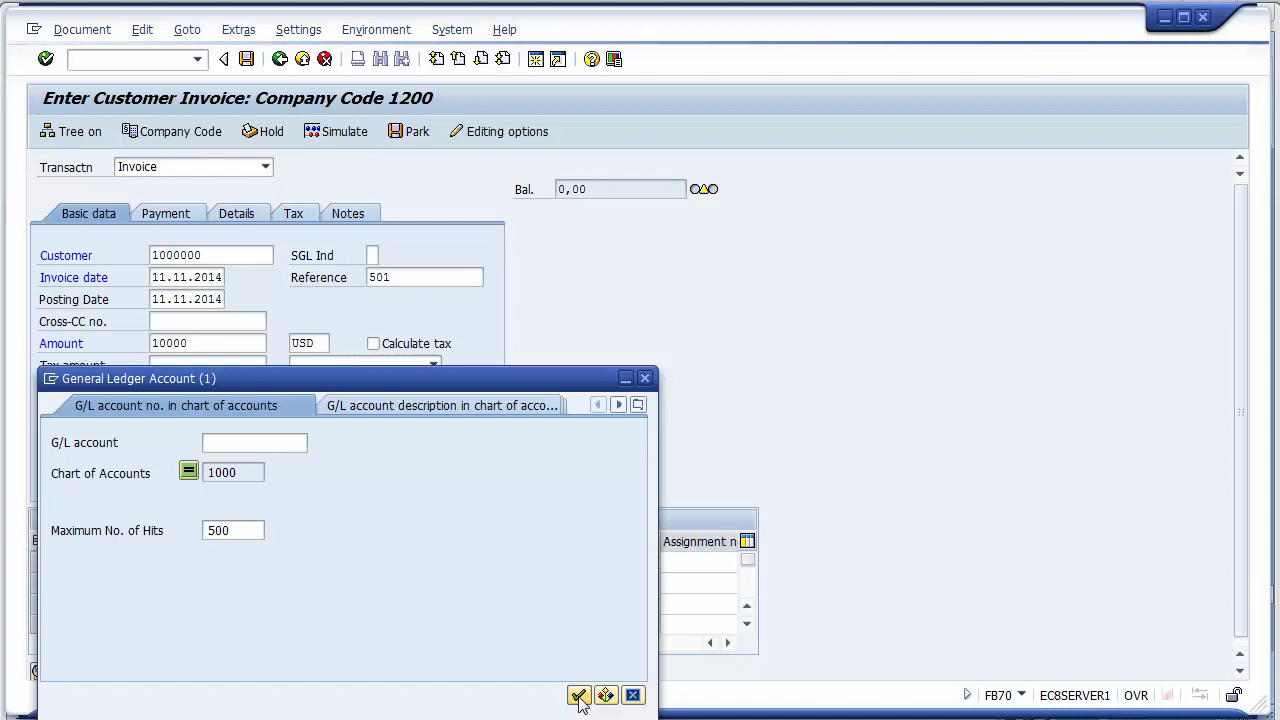 Document Edit Goto Extras Settings Environment System Help
Enter Customer Invoice: Company Code 1200
Tree on Company Code Hold Simulate Park Editing options
Transactn Invoice
Bal. 0,00
Basic data Payment Details Tax Notes
Customer 1000000 SGL Ind
Invoice date 11.11.2014 Reference 501
Posting Date 11.11.2014
Cross-CC no.
Amount 10000 USD Calculate tax
Tax amount
General Ledger Account (1)
G/L account no. in chart of accounts G/L account description in chart of acco...
G/L account
Chart of Accounts 1000
Maximum No. of Hits 500
Assignment n
FB70 EC8SERVER1 OVR